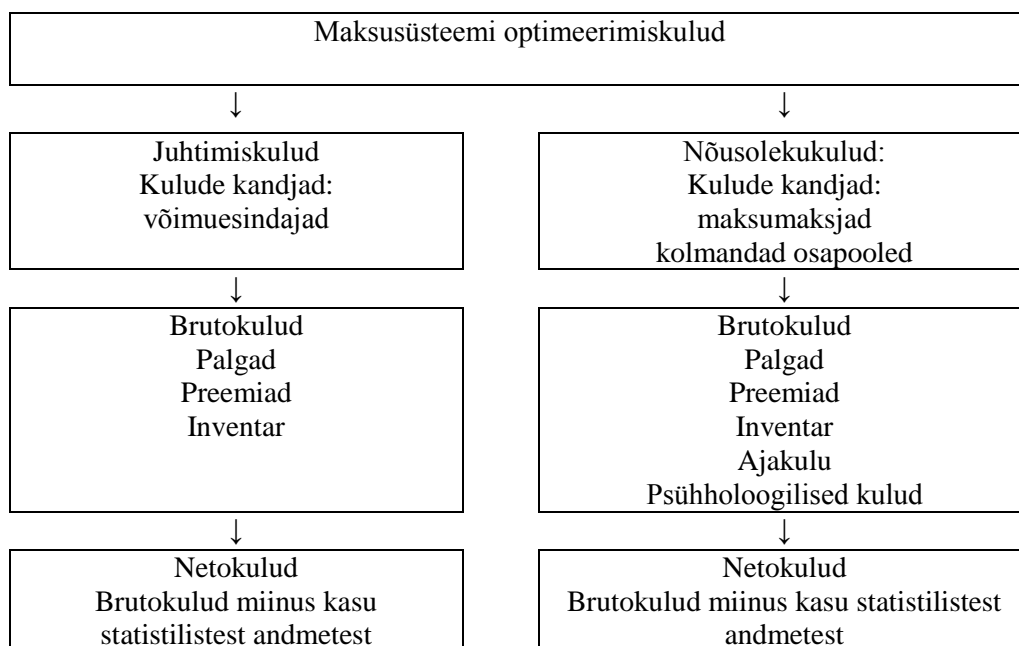 Maksusüsteemi optimeerimiskulud
↓
↓
Juhtimiskulud
Kulude kandjad:
võimuesindajad
Nõusolekukulud:
Kulude kandjad:
maksumaksjad
kolmandad osapooled
↓
↓
Brutokulud
Palgad
Preemiad
Inventar
Brutokulud
Palgad
Preemiad
Inventar
Ajakulu
Psühholoogilised kulud
↓
↓
Netokulud
Brutokulud miinus kasu
statistilistest andmetest
Netokulud
Brutokulud miinus kasu statistilistest
andmetest